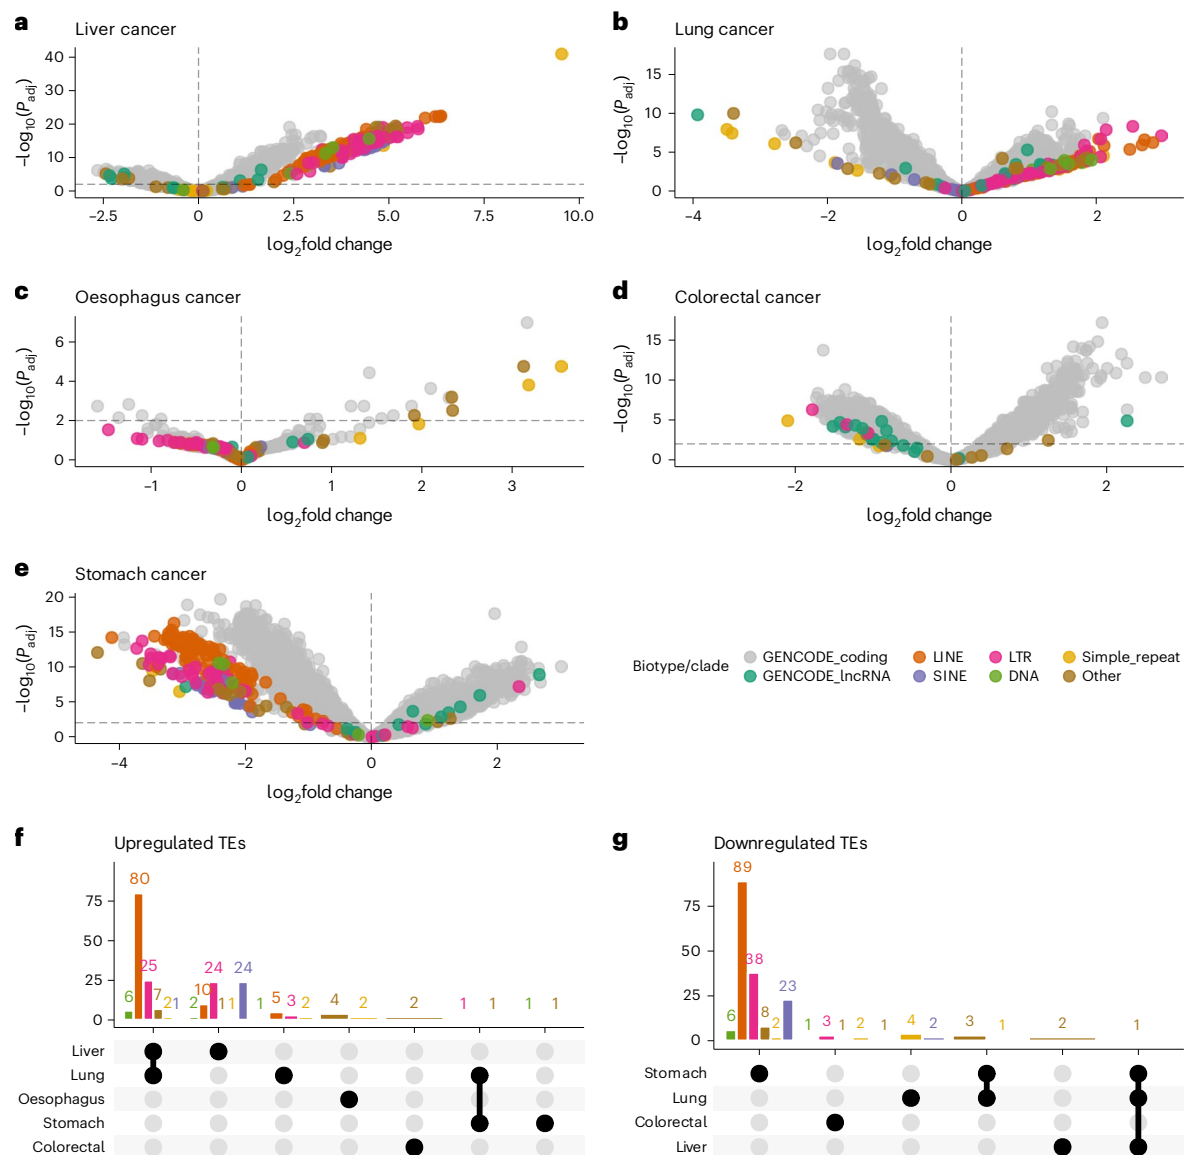 a
Liver cancer
−log10(Padj)
40
30
20
10
0
−2.5
0
2.5
5.0
7.5
10.0
log2fold change
b
Lung cancer
−log10(Padj)
15
10
5
0
−4
−2
0
2
log2fold change
c
Oesophagus cancer
−log10(Padj)
6
4
2
0
−1
0
1
2
3
log2fold change
d
Colorectal cancer
−log10(Padj)
15
10
5
0
−2
0
2
log2fold change
e
Stomach cancer
−log10(Padj)
20
15
10
5
0
−4
−2
0
2
log2fold change
Biotype/clade
GENCODE_coding LINE LTR Simple_repeat
GENCODE_lncRNA SINE DNA Other
f
Upregulated TEs
75
50
25
0
6 80 25 7 2 1 2 10 24 1 1 24 1 5 3 2 4 2 2 1 1 1 1
Liver
Lung
Oesophagus
Stomach
Colorectal
g
Downregulated TEs
75
50
25
0
6 89 38 8 2 23 1 3 1 2 1 4 2 3 1 2 1
Stomach
Lung
Colorectal
Liver